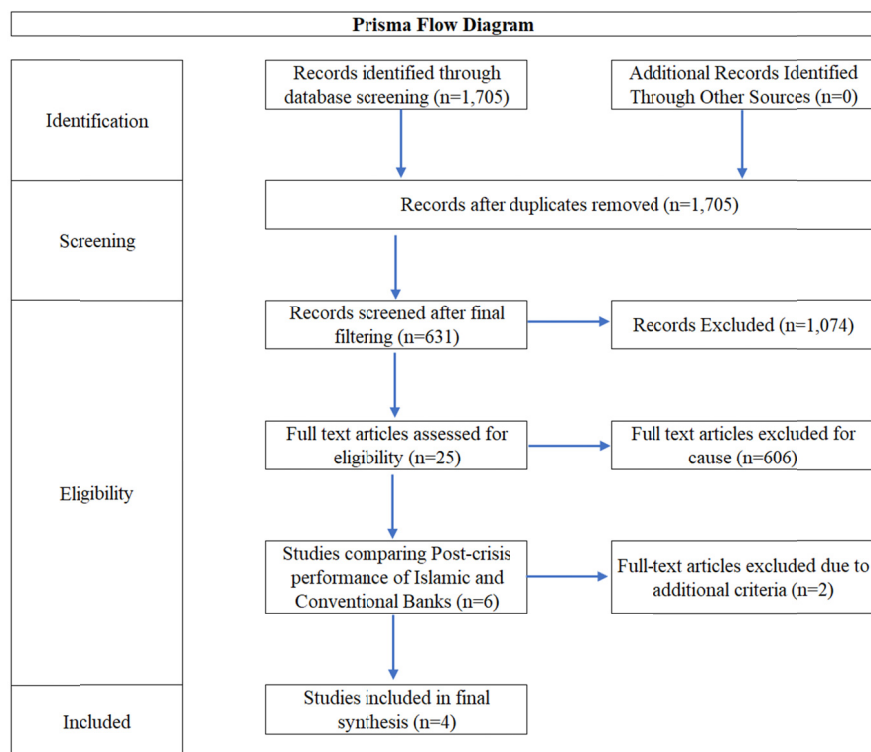 Prisma Flow Diagram
Identification
Records identified through
database screening (n=1,705)
Additional Records Identified
Through Other Sources (n=0)
Screening
Records after duplicates removed (n=1,705)
Eligibility
Records screened after final
filtering (n=631)
Records Excluded (n=1,074)
Full text articles assessed for
eligibility (n=25)
Full text articles excluded for
cause (n=606)
Studies comparing Post-crisis
performance of Islamic and
Conventional Banks (n=6)
Full-text articles excluded due to
additional criteria (n=2)
Included
Studies included in final
synthesis (n=4)